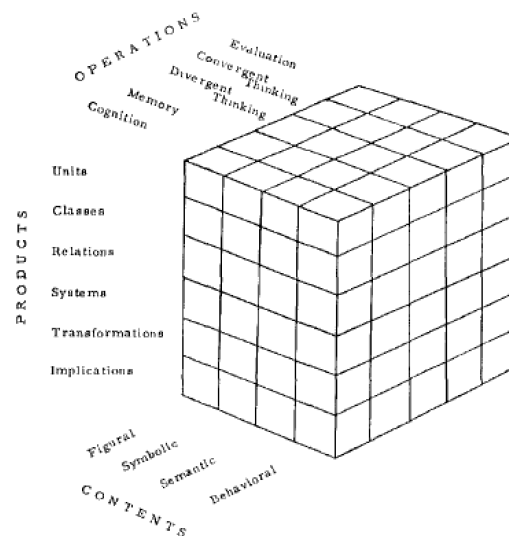 OPERATIONS
Evaluation
Convergent
Thinking
Divergent
Thinking
Memory
Cognition
PRODUCTS
Units
Classes
Relations
Systems
Transformations
Implications
Figural
Symbolic
Semantic
Behavioral
CONTENTS